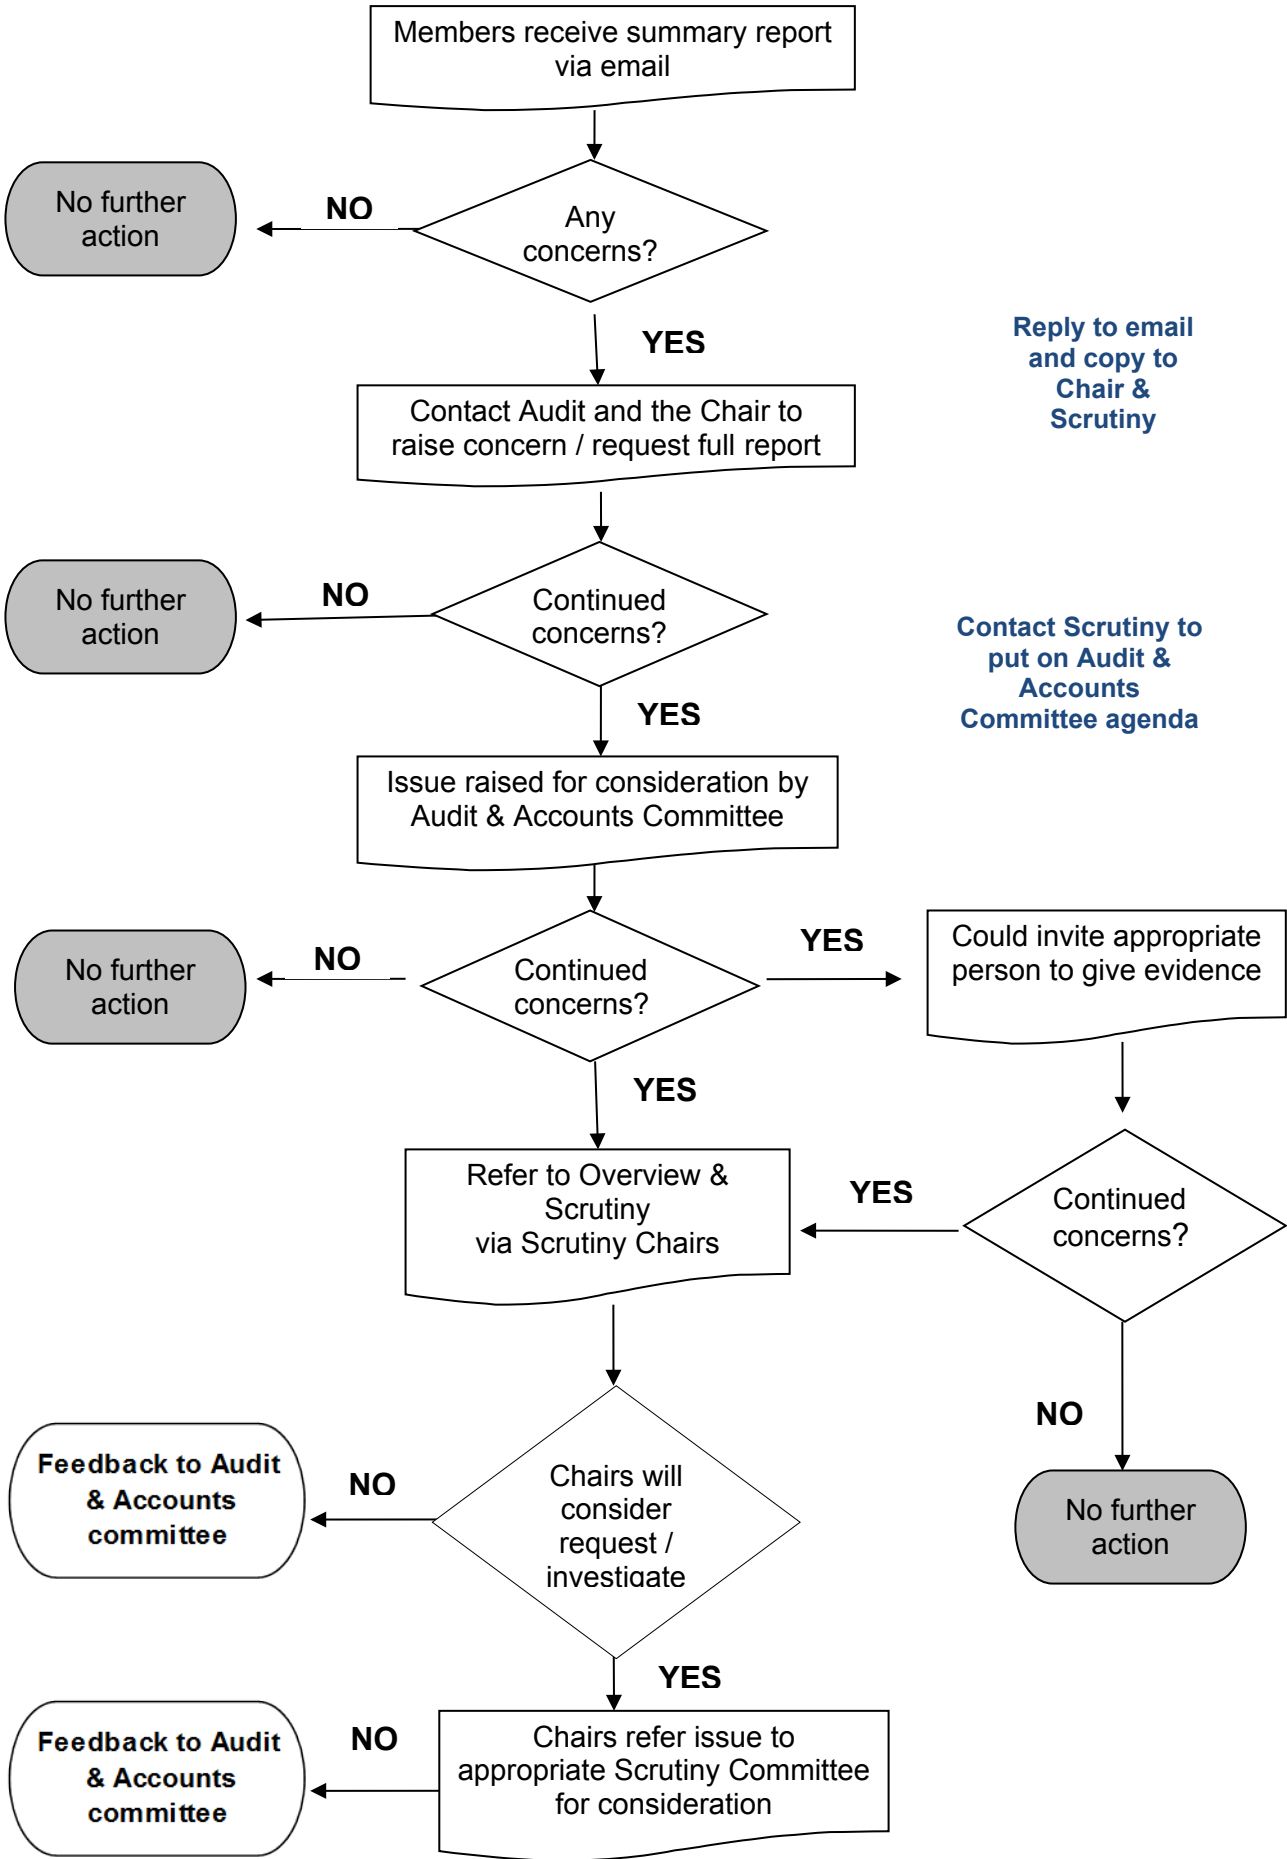 Members receive summary report
via email
No further
action
NO
Any
concerns?
YES
Reply to email
and copy to
Chair &
Scrutiny
Contact Audit and the Chair to
raise concern / request full report
No further
action
NO
Continued
concerns?
Contact Scrutiny to
put on Audit &
Accounts
Committee agenda
YES
Issue raised for consideration by
Audit & Accounts Committee
No further
action
NO
Continued
concerns?
YES
Could invite appropriate
person to give evidence
YES
Refer to Overview &
Scrutiny
via Scrutiny Chairs
YES
Continued
concerns?
NO
No further
action
Feedback to Audit
& Accounts
committee
NO
Chairs will
consider
request /
investigate
YES
Feedback to Audit
& Accounts
committee
NO
Chairs refer issue to
appropriate Scrutiny Committee
for consideration